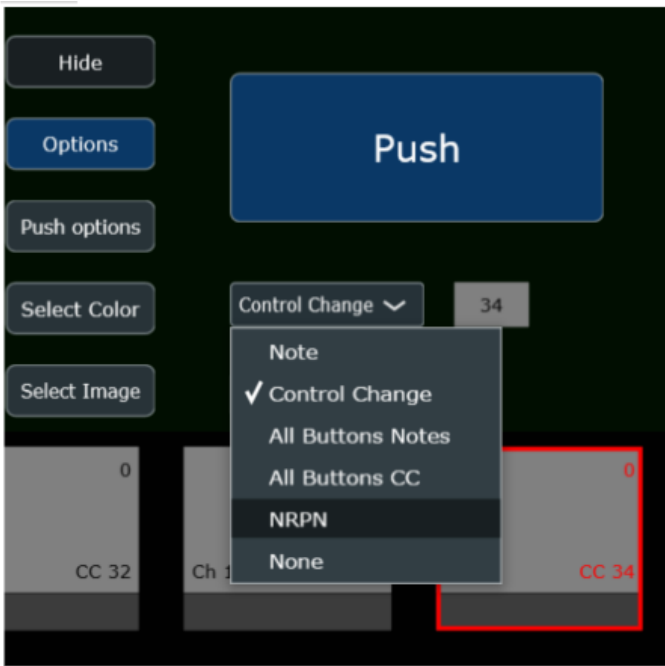 Hide
Options
Push
Push options
Select Color
Control Change
34
Select Image
Note
Control Change
All Buttons Notes
All Buttons CC
NRPN
None
0
0
CC 32
Ch 1
CC 34